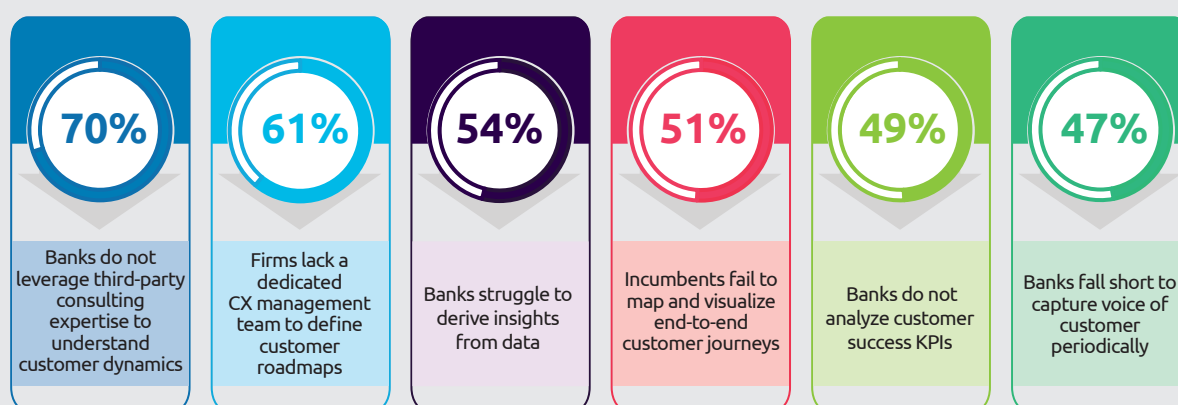 70%
Banks do not
leverage third-party
consulting
expertise to
understand
customer dynamics
61%
Firms lack a
dedicated
CX management
team to define
customer
roadmaps
54%
Banks struggle to
derive insights
from data
51%
Incumbents fail to
map and visualize
end-to-end
customer journeys
49%
Banks do not
analyze customer
success KPIs
47%
Banks fall short to
capture voice of
customer
periodically